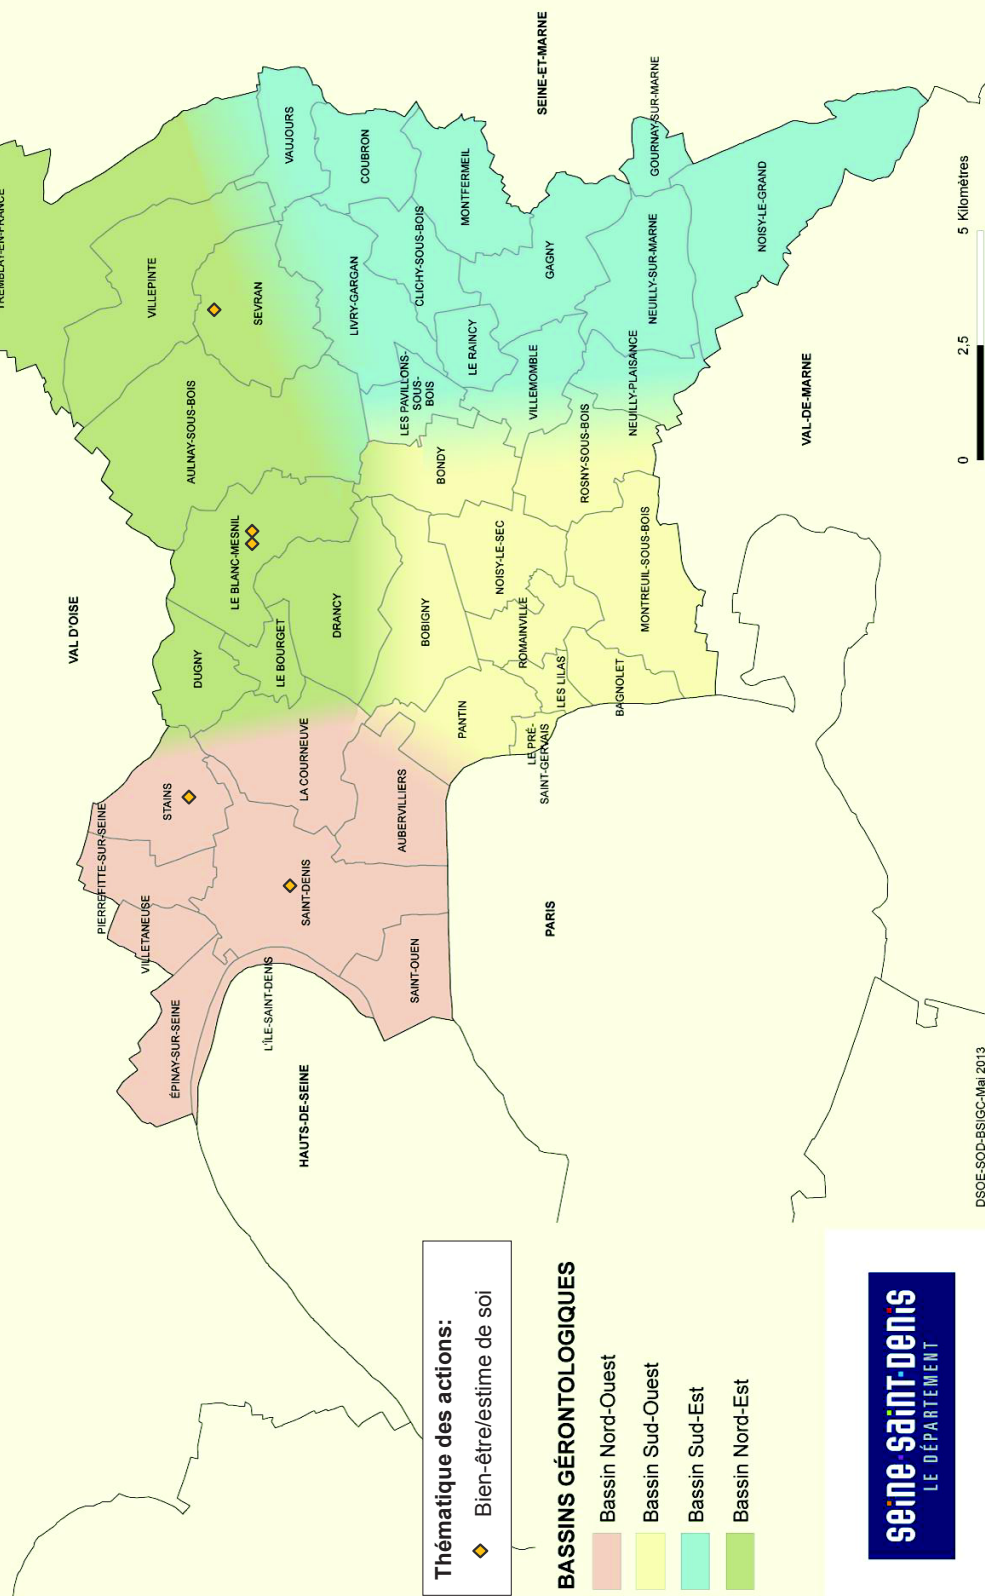 TREMBLAY-EN-FRANCE
VILLEPINTE
SEVRAN
AULNAY-SOUS-BOIS
LE BLANC-MESNIL
DUGNY
LE BOURGET
DRANCY
VAL D'OISE
PIERREFITTE-SUR-SEINE
STAINS
VILLETANEUSE
ÉPINAY-SUR-SEINE
L'ÎLE-SAINT-DENIS
SAINT-DENIS
LA COURNEUVE
AUBERVILLIERS
SAINT-OUEN
HAUTS-DE-SEINE
PARIS
VAUJOURS
COUBRON
LIVRY-GARGAN
CLICHY-SOUS-BOIS
MONTFERMEIL
LES PAVILLONS-
SOUS-
BOIS
LE RAINCY
GAGNY
VILLEMOMBLE
NEUILLY-PLAISANCE
NEUILLY-SUR-MARNE
GOURNAY-SUR-MARNE
NOISY-LE-GRAND
SEINE-ET-MARNE
BONDY
BOBIGNY
NOISY-LE-SEC
ROMAINVILLE
PANTIN
LE PRÉ-
SAINT-GERVAIS
LES LILAS
BAGNOLET
MONTREUIL-SOUS-BOIS
ROSNY-SOUS-BOIS
VAL-DE-MARNE
0 2,5 5 Kilomètres
DSOE-SOD-BSIGC-Mai 2013
Thématique des actions:
Bien-être/estime de soi
BASSINS GÉRONTOLOGIQUES
Bassin Nord-Ouest
Bassin Sud-Ouest
Bassin Sud-Est
Bassin Nord-Est
seine·saint·denis
LE DÉPARTEMENT